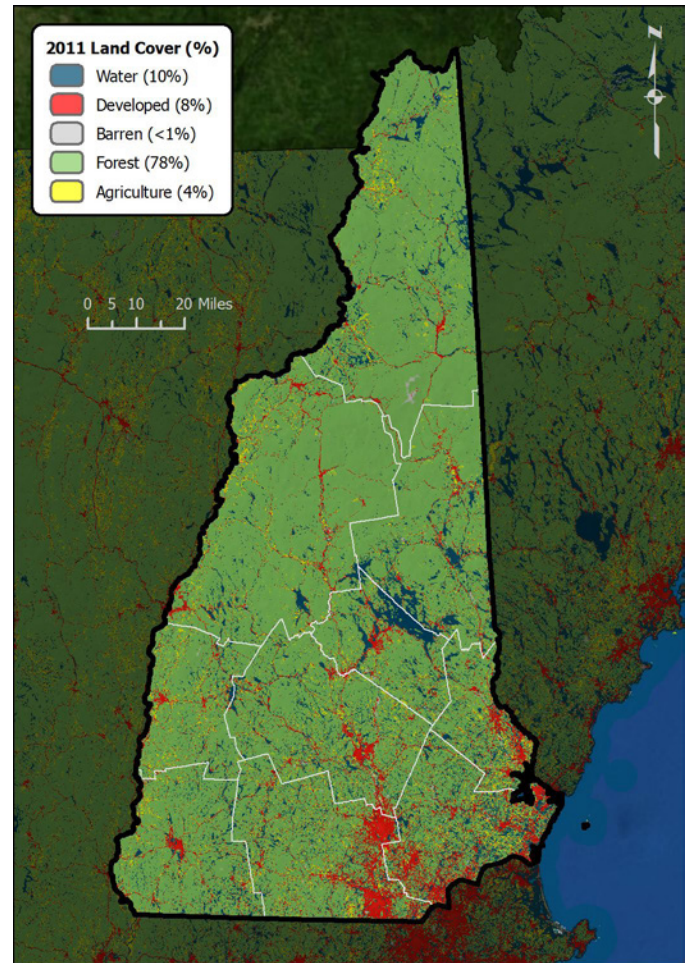 2011 Land Cover (%)
Water (10%)
Developed (8%)
Barren (<1%)
Forest (78%)
Agriculture (4%)
N
0 5 10 20 Miles